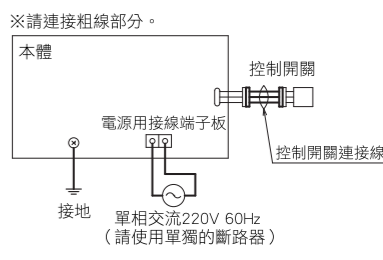 ※請連接粗線部分。
本體
控制開關
電源用接線端子板
控制開關連接線
接地
單相交流220V 60Hz
（請使用單獨的斷路器）